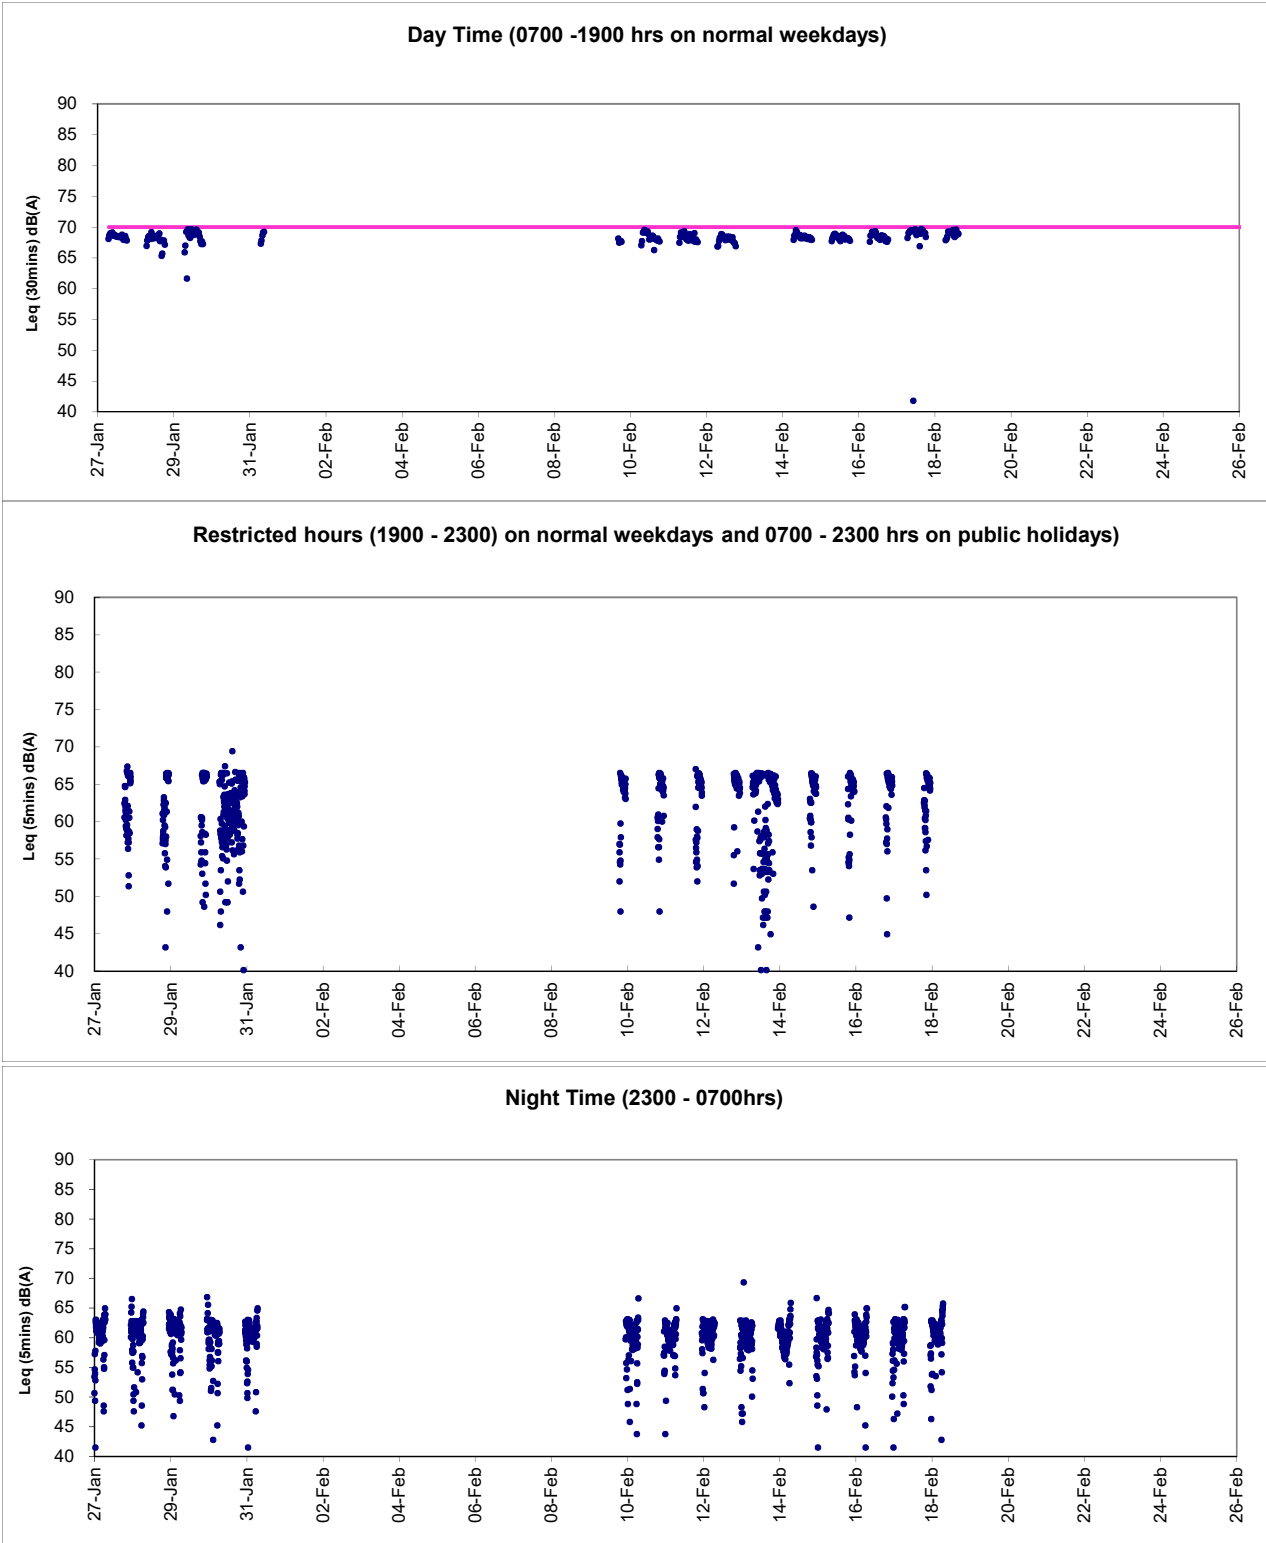 Day Time (0700 -1900 hrs on normal weekdays)
90
85
80
75
70
65
60
55
50
45
40
Leq (30mins) dB(A)
27-Jan
29-Jan
31-Jan
02-Feb
04-Feb
06-Feb
08-Feb
10-Feb
12-Feb
14-Feb
16-Feb
18-Feb
20-Feb
22-Feb
24-Feb
26-Feb
Restricted hours (1900 - 2300) on normal weekdays and 0700 - 2300 hrs on public holidays)
90
85
80
75
70
65
60
55
50
45
40
Leq (5mins) dB(A)
27-Jan
29-Jan
31-Jan
02-Feb
04-Feb
06-Feb
08-Feb
10-Feb
12-Feb
14-Feb
16-Feb
18-Feb
20-Feb
22-Feb
24-Feb
26-Feb
Night Time (2300 - 0700hrs)
90
85
80
75
70
65
60
55
50
45
40
Leq (5mins) dB(A)
27-Jan
29-Jan
31-Jan
02-Feb
04-Feb
06-Feb
08-Feb
10-Feb
12-Feb
14-Feb
16-Feb
18-Feb
20-Feb
22-Feb
24-Feb
26-Feb